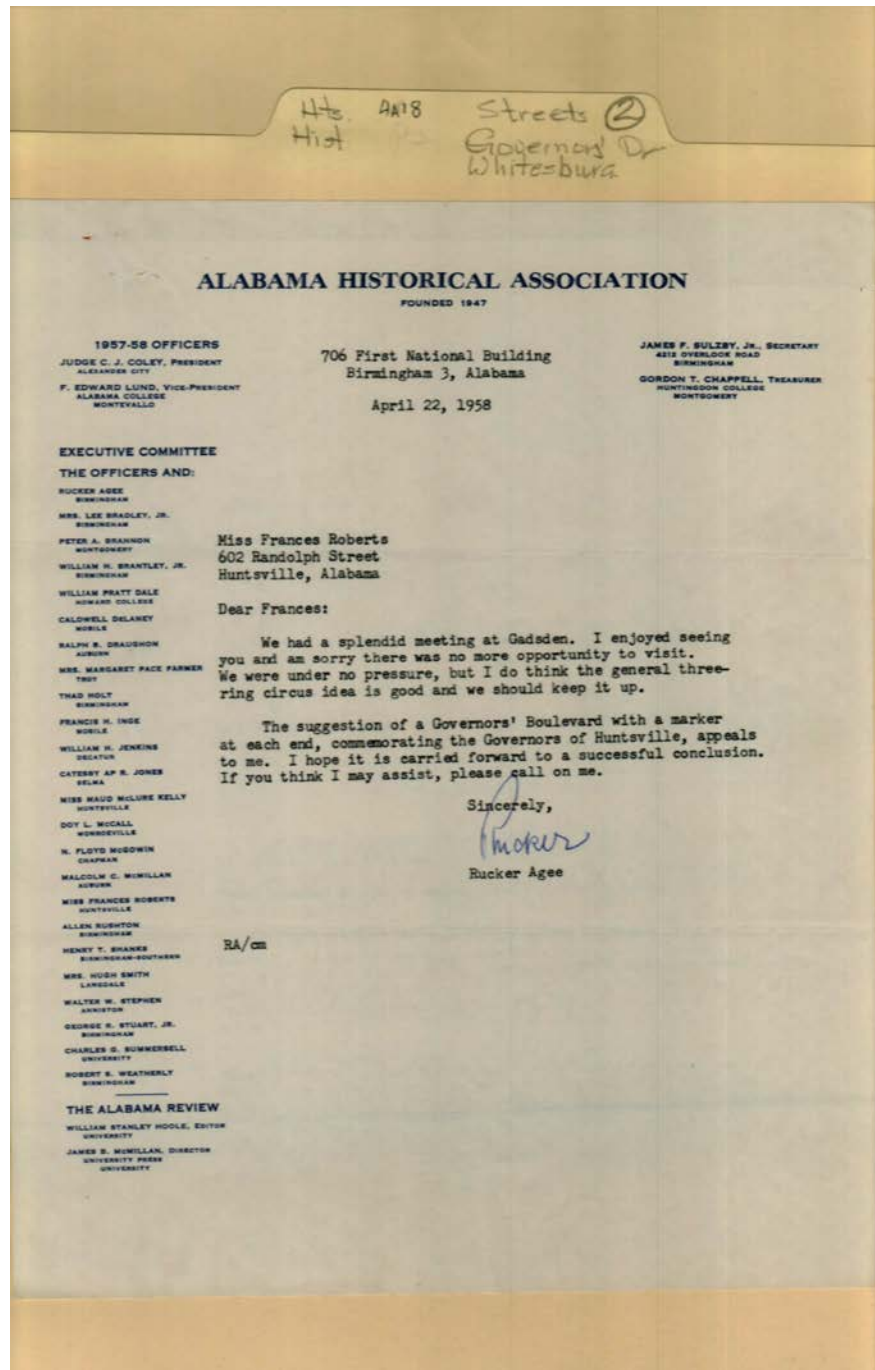 Hts. 4A18 Streets ②
Hist Governors' Dr
Whitesburg
ALABAMA HISTORICAL ASSOCIATION
FOUNDED 1947
1957-58 OFFICERS
JUDGE C. J. COLEY, PRESIDENT
ALEXANDER CITY
F. EDWARD LUND, VICE-PRESIDENT
ALABAMA COLLEGE
MONTEVALLO
706 First National Building
Birmingham 3, Alabama
April 22, 1958
JAMES F. SULZBY, JR., SECRETARY
4212 OVERLOOK ROAD
BIRMINGHAM
GORDON T. CHAPPELL, TREASURER
HUNTINGDON COLLEGE
MONTGOMERY
EXECUTIVE COMMITTEE
THE OFFICERS AND:
RUCKER AGEE
BIRMINGHAM
MRS. LEE BRADLEY, JR.
BIRMINGHAM
PETER A. BRANNON
MONTGOMERY
WILLIAM H. BRANTLEY, JR.
BIRMINGHAM
WILLIAM PRATT DALE
HOWARD COLLEGE
CALDWELL DELANEY
MOBILE
RALPH B. DRAUGHON
AUBURN
MRS. MARGARET PACE FARMER
TROY
THAD HOLT
BIRMINGHAM
FRANCIS H. INGE
MOBILE
WILLIAM H. JENKINS
DECATUR
CATESBY AP R. JONES
SELMA
MISS MAUD McLURE KELLY
HUNTSVILLE
DOY L. McCALL
MONROEVILLE
N. FLOYD McGOWIN
CHAPMAN
MALCOLM C. McMILLAN
AUBURN
MISS FRANCES ROBERTS
HUNTSVILLE
ALLEN RUSHTON
BIRMINGHAM
HENRY T. SHANKS
BIRMINGHAM-SOUTHERN
MRS. HUGH SMITH
LANGDALE
WALTER W. STEPHEN
ANNISTON
GEORGE R. STUART, JR.
BIRMINGHAM
CHARLES G. SUMMERSELL
UNIVERSITY
ROBERT S. WEATHERLY
BIRMINGHAM
THE ALABAMA REVIEW
WILLIAM STANLEY HOOLE, EDITOR
UNIVERSITY
JAMES B. McMILLAN, DIRECTOR
UNIVERSITY PRESS
UNIVERSITY
Miss Frances Roberts
602 Randolph Street
Huntsville, Alabama
Dear Frances:
We had a splendid meeting at Gadsden. I enjoyed seeing
you and am sorry there was no more opportunity to visit.
We were under no pressure, but I do think the general three-
ring circus idea is good and we should keep it up.
The suggestion of a Governors' Boulevard with a marker
at each end, commemorating the Governors of Huntsville, appeals
to me. I hope it is carried forward to a successful conclusion.
If you think I may assist, please call on me.
Sincerely,
Rucker
Rucker Agee
RA/cm